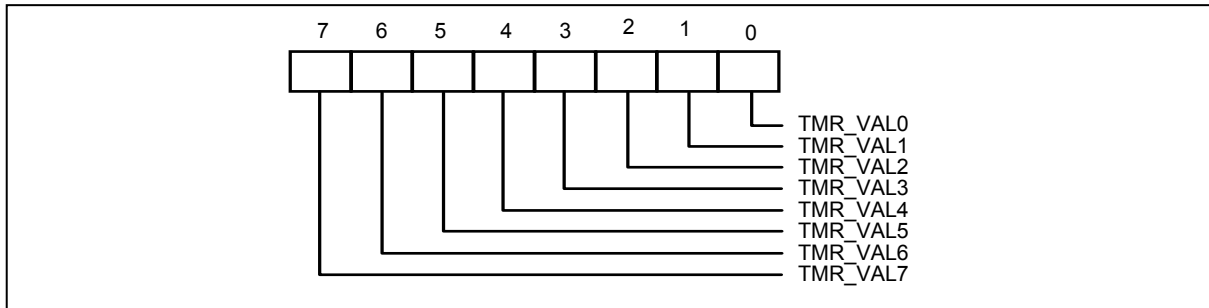 7 6 5 4 3 2 1 0
TMR_VAL0
TMR_VAL1
TMR_VAL2
TMR_VAL3
TMR_VAL4
TMR_VAL5
TMR_VAL6
TMR_VAL7